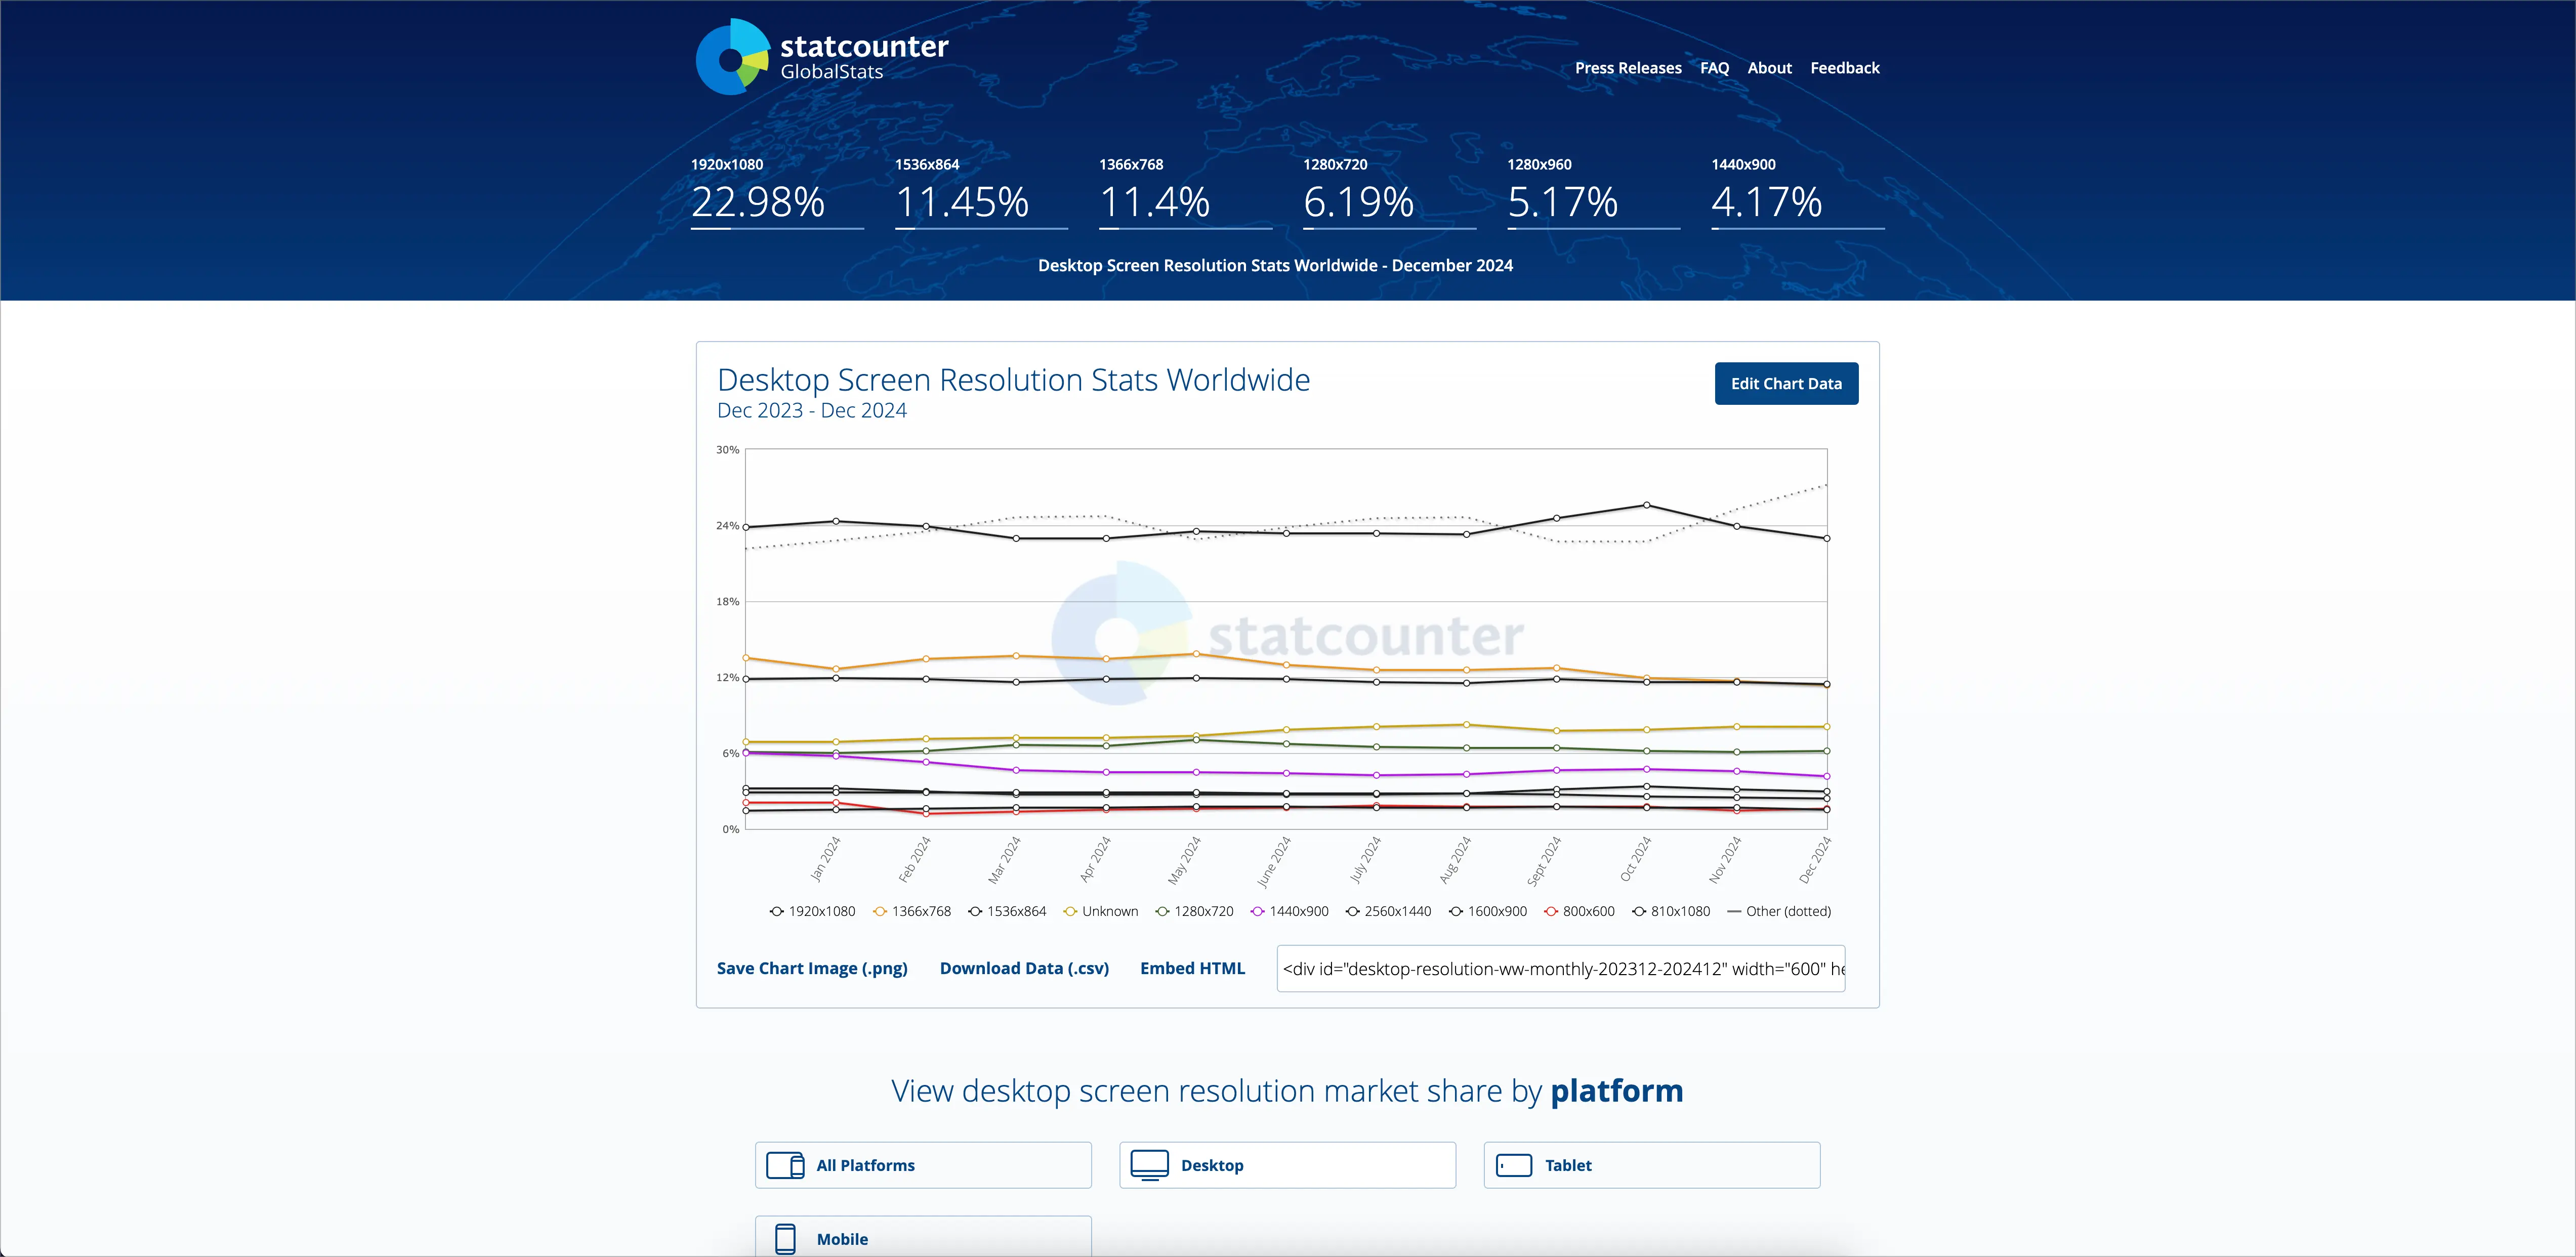 statcounter
GlobalStats
Press Releases FAQ About Feedback
1920x1080 1536x864 1366x768 1280x720 1280x960 1440x900
22.98% 11.45% 11.4% 6.19% 5.17% 4.17%
Desktop Screen Resolution Stats Worldwide - December 2024
Desktop Screen Resolution Stats Worldwide
Dec 2023 - Dec 2024
Edit Chart Data
30%
24%
18%
12%
6%
0%
statcounter
Jan 2024 Feb 2024 Mar 2024 Apr 2024 May 2024 June 2024 July 2024 Aug 2024 Sept 2024 Oct 2024 Nov 2024 Dec 2024
1920x1080 1366x768 1536x864 Unknown 1280x720 1440x900 2560x1440 1600x900 800x600 810x1080 Other (dotted)
Save Chart Image (.png) Download Data (.csv) Embed HTML <div id="desktop-resolution-ww-monthly-202312-202412" width="600" he
View desktop screen resolution market share by platform
All Platforms Desktop Tablet
Mobile